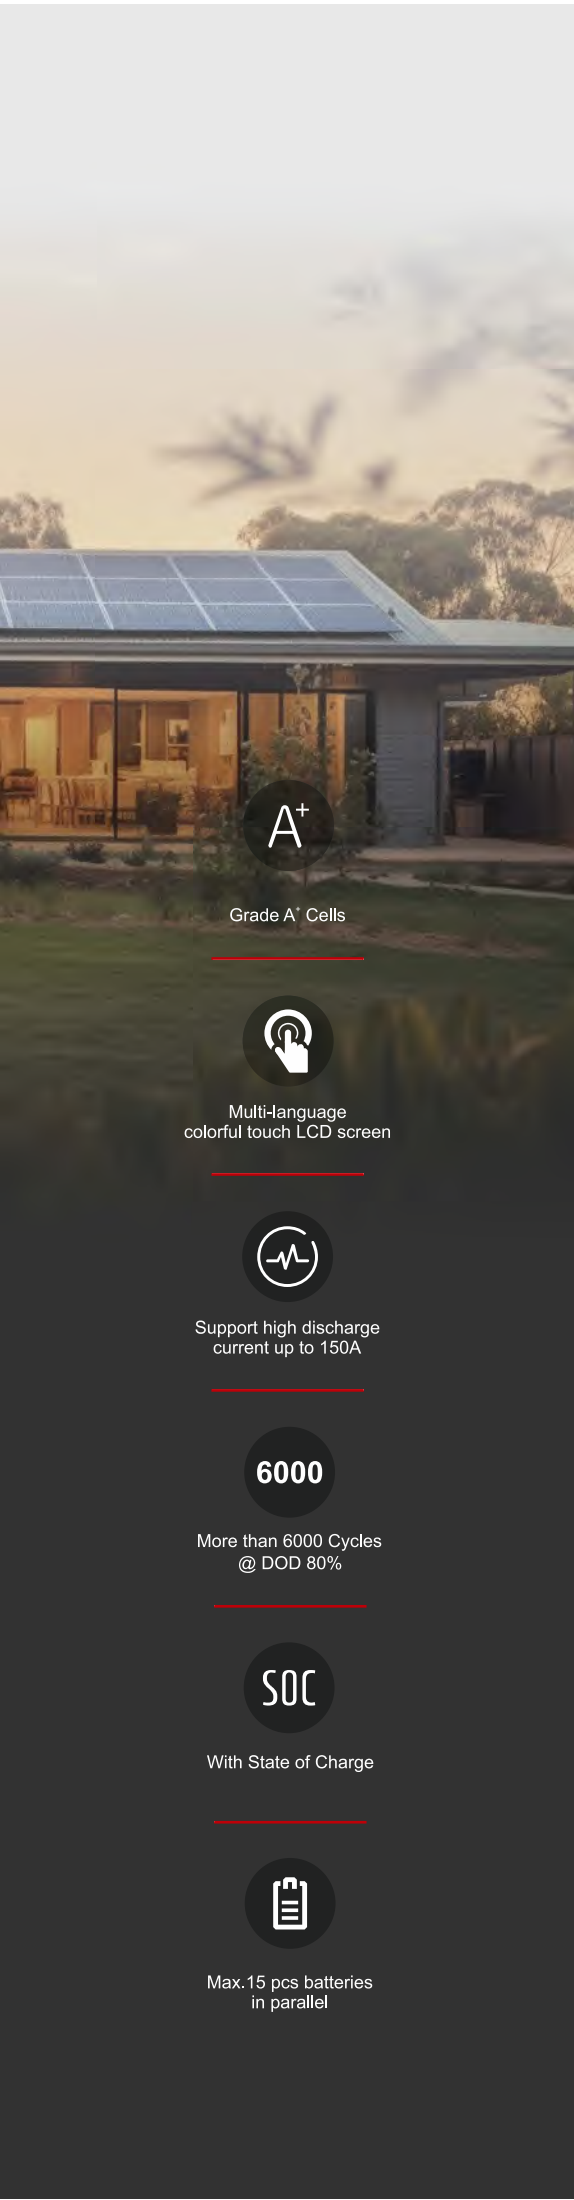 A+
Grade A+ Cells
Multi-language
colorful touch LCD screen
Support high discharge
current up to 150A
6000
More than 6000 Cycles
@ DOD 80%
SOC
With State of Charge
Max.15 pcs batteries
in parallel